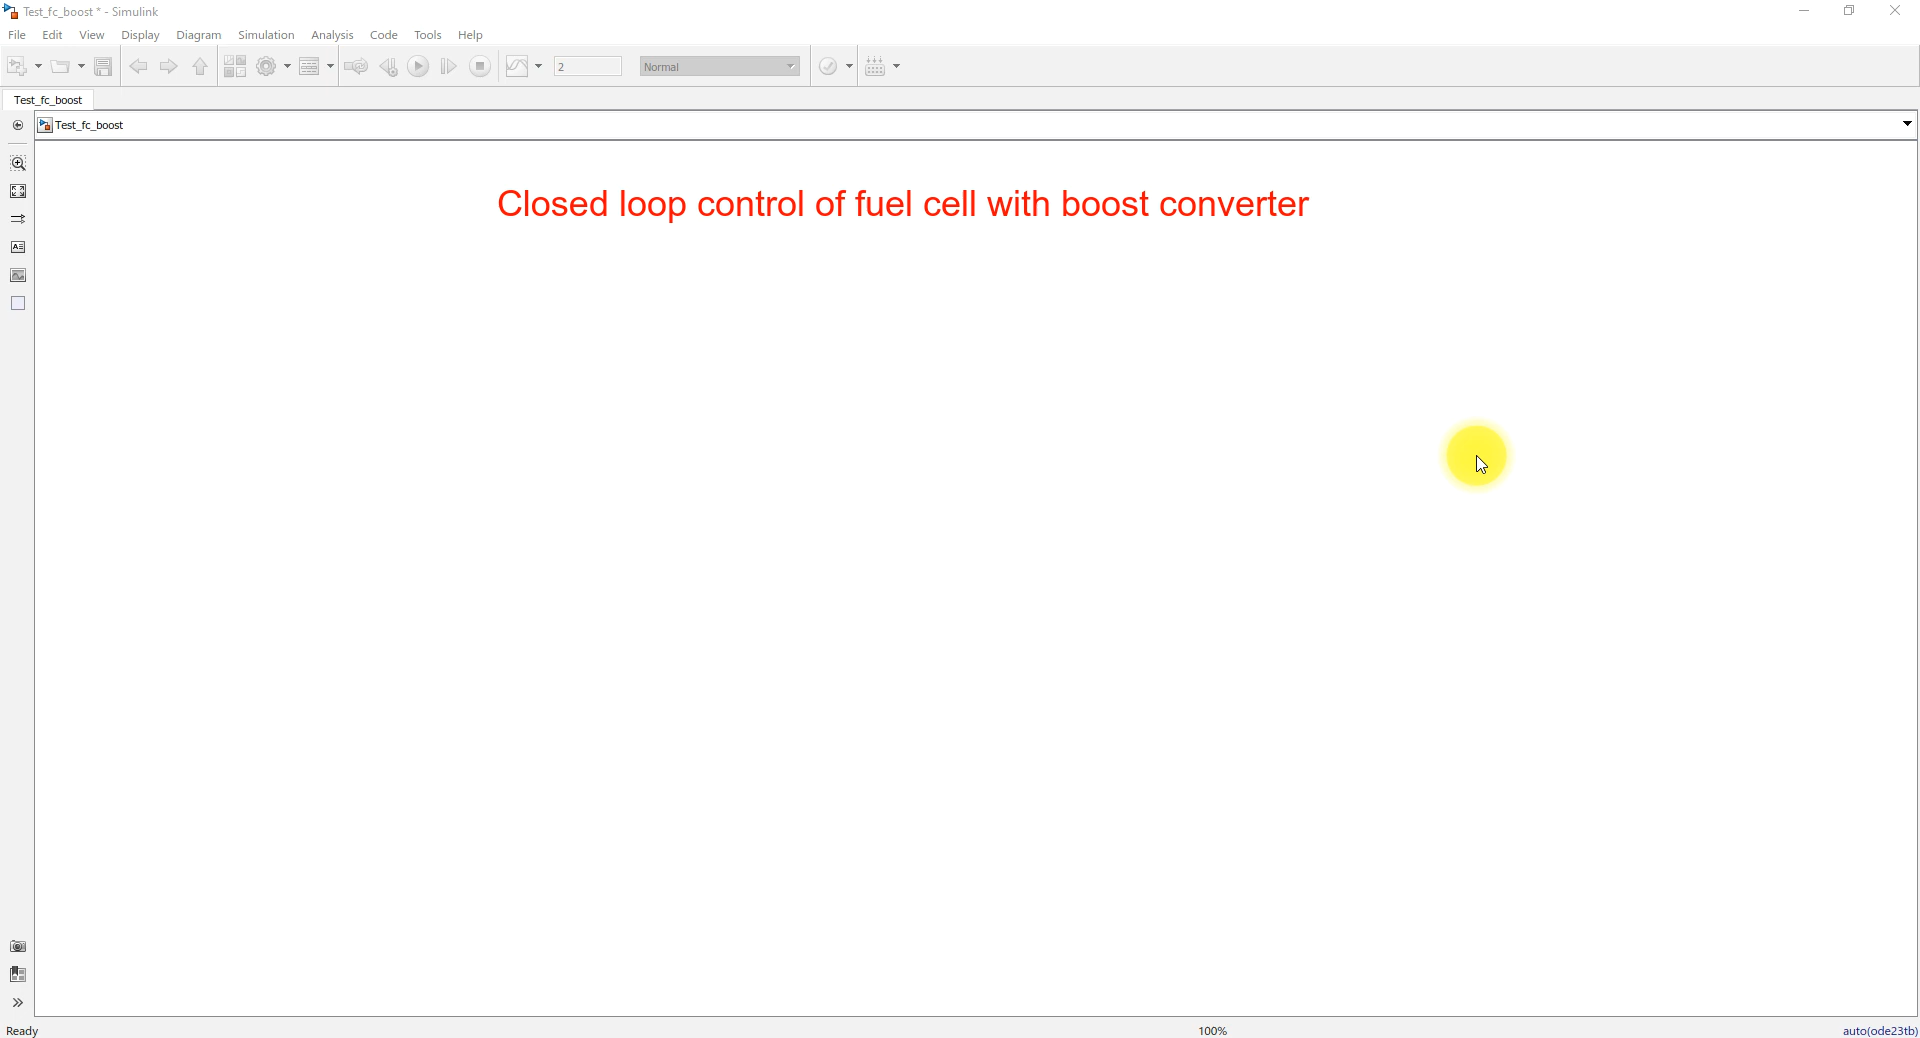 Test_fc_boost * - Simulink
File Edit View Display Diagram Simulation Analysis Code Tools Help
2 Normal
Test_fc_boost
Test_fc_boost
Closed loop control of fuel cell with boost converter
Ready 100% auto(ode23tb)